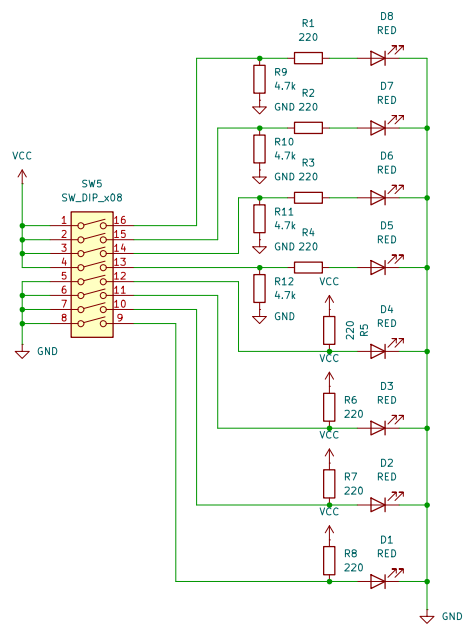 D8
RED
R1
220
R9
4.7k
GND
D7
RED
R2
220
R10
4.7k
GND
VCC
D6
RED
R3
220
SW5
SW_DIP_x08
R11
4.7k
GND
D5
RED
R4
220
1 16
2 15
3 14
4 13
5 12
6 11
7 10
8 9
GND
R12
4.7k
GND
VCC
D4
RED
220
R5
VCC
D3
RED
R6
220
VCC
D2
RED
R7
220
VCC
D1
RED
R8
220
GND